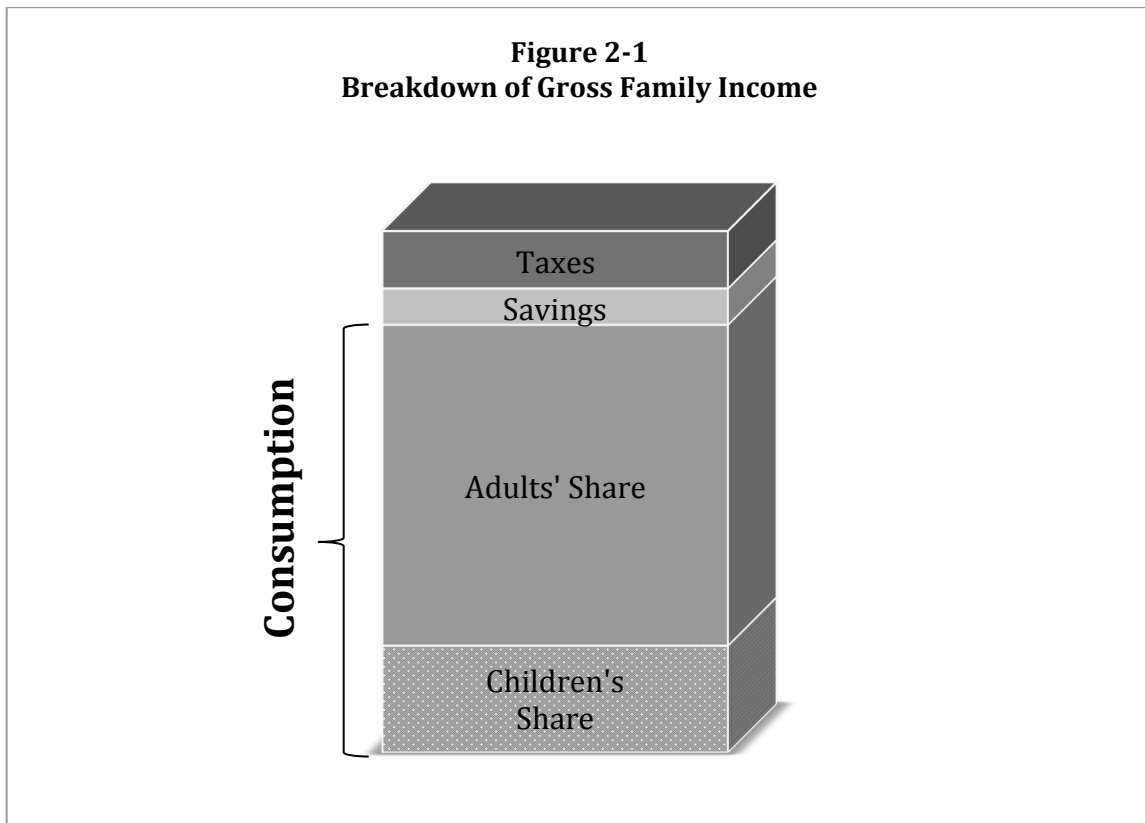 Figure 2-1
Breakdown of Gross Family Income
Taxes
Savings
Consumption
Adults' Share
Children's
Share